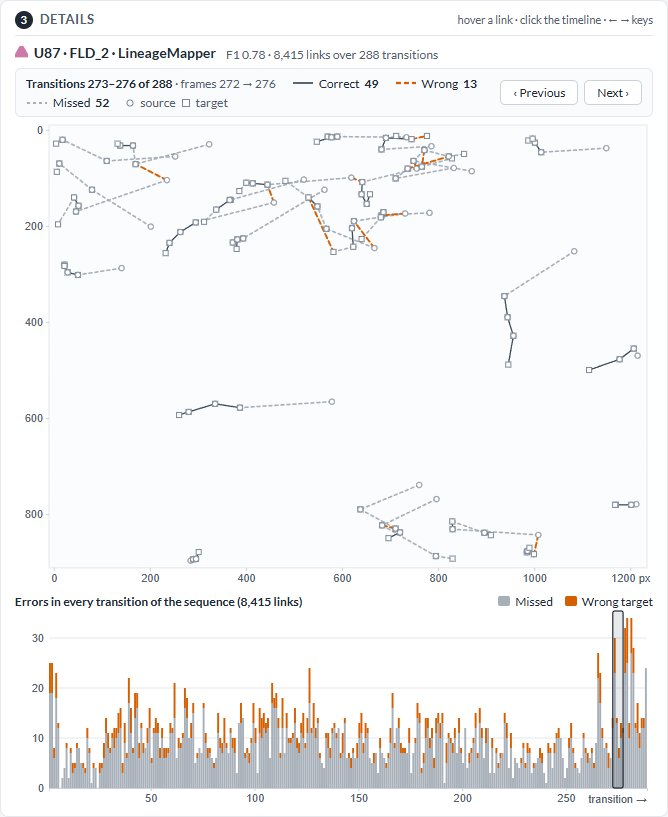 3 DETAILS hover a link · click the timeline · ← → keys
U87 · FLD_2 · LineageMapper F1 0.78 · 8,415 links over 288 transitions
Transitions 273–276 of 288 · frames 272 → 276 Correct 49 Wrong 13
Missed 52 source target
‹ Previous Next ›
0
200
400
600
800
0 200 400 600 800 1000 1200 px
Errors in every transition of the sequence (8,415 links) Missed Wrong target
30
20
10
0
50 100 150 200 250 transition →